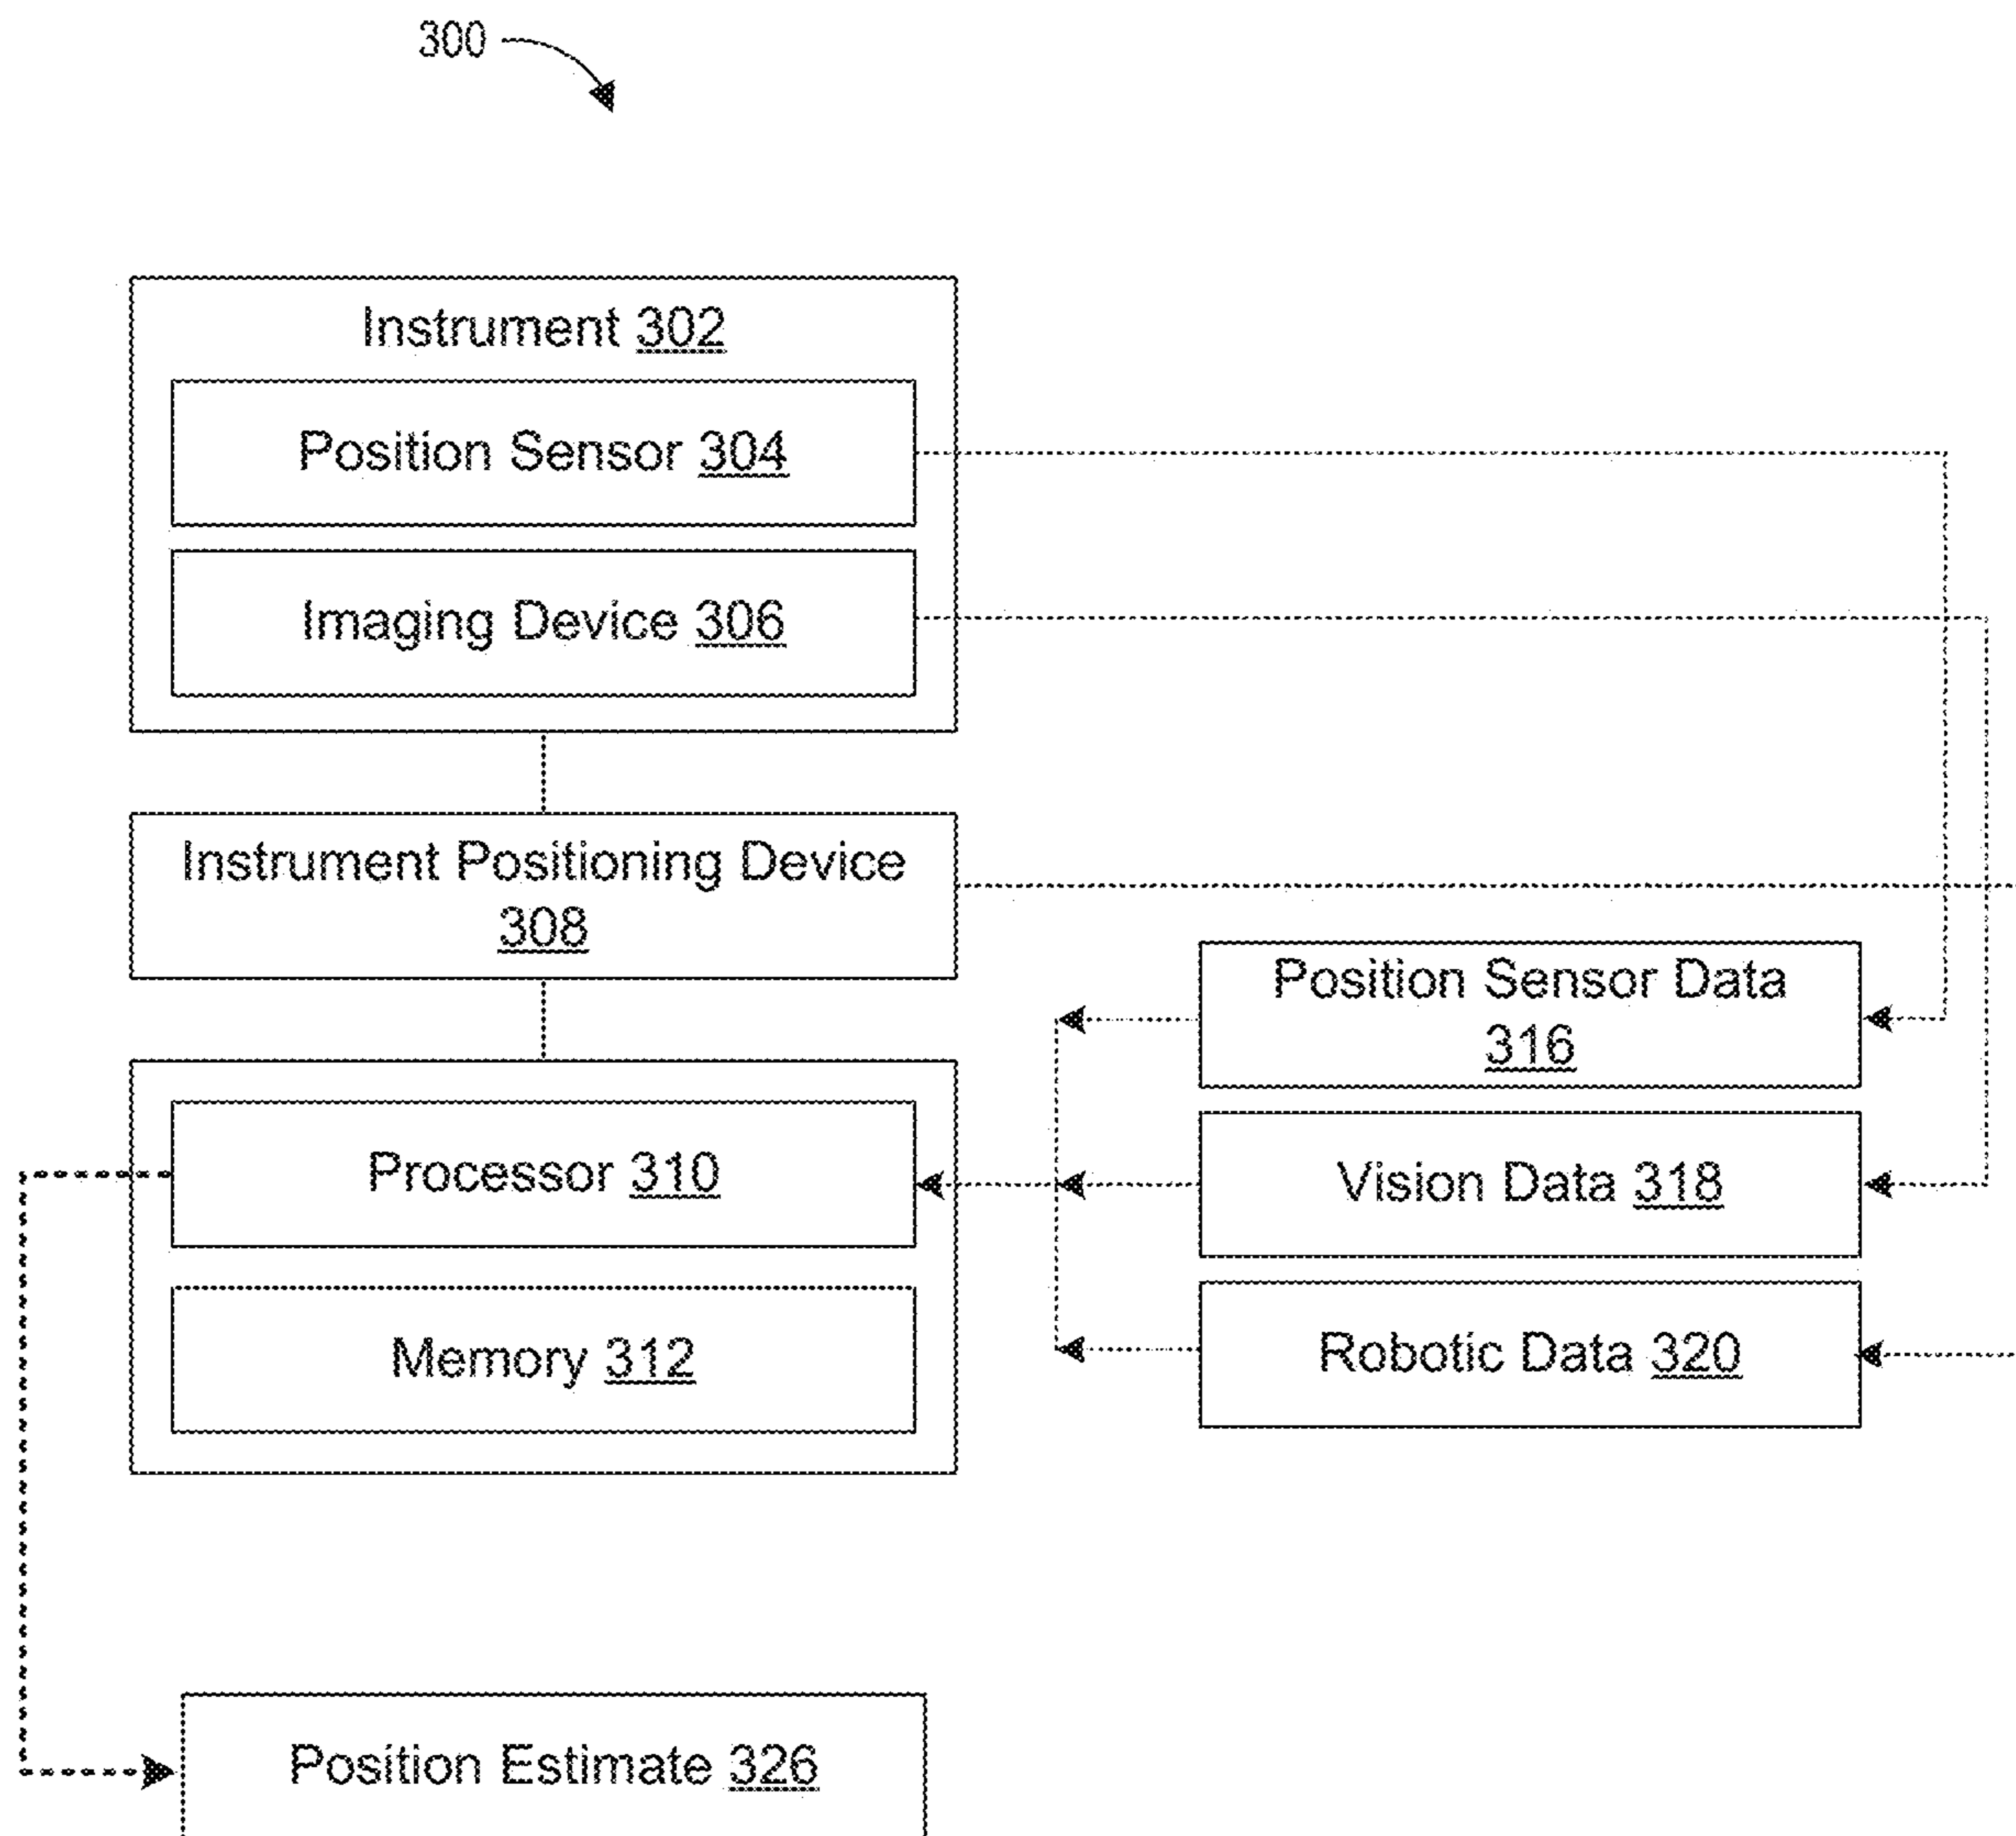 300
Instrument 302
Position Sensor 304
Imaging Device 306
Instrument Positioning Device
308
Position Sensor Data
316
Processor 310
Vision Data 318
Memory 312
Robotic Data 320
Position Estimate 326